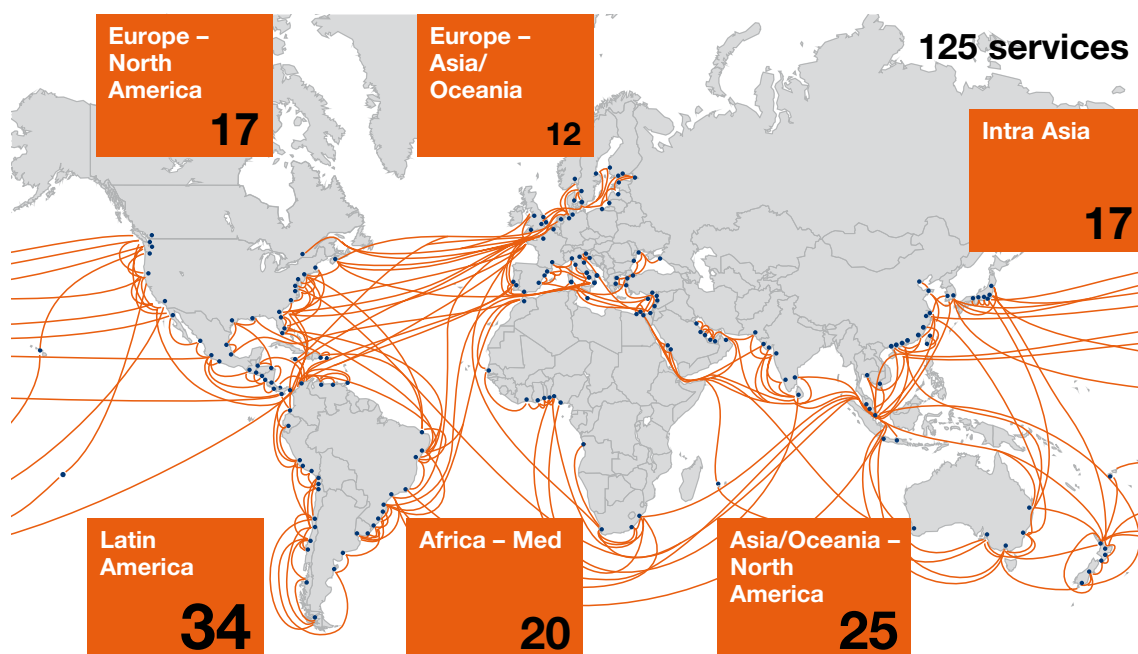 Europe –
North
America
17
Europe –
Asia/
Oceania
12
125 services
Intra Asia
17
Latin
America
34
Africa – Med
20
Asia/Oceania –
North
America
25